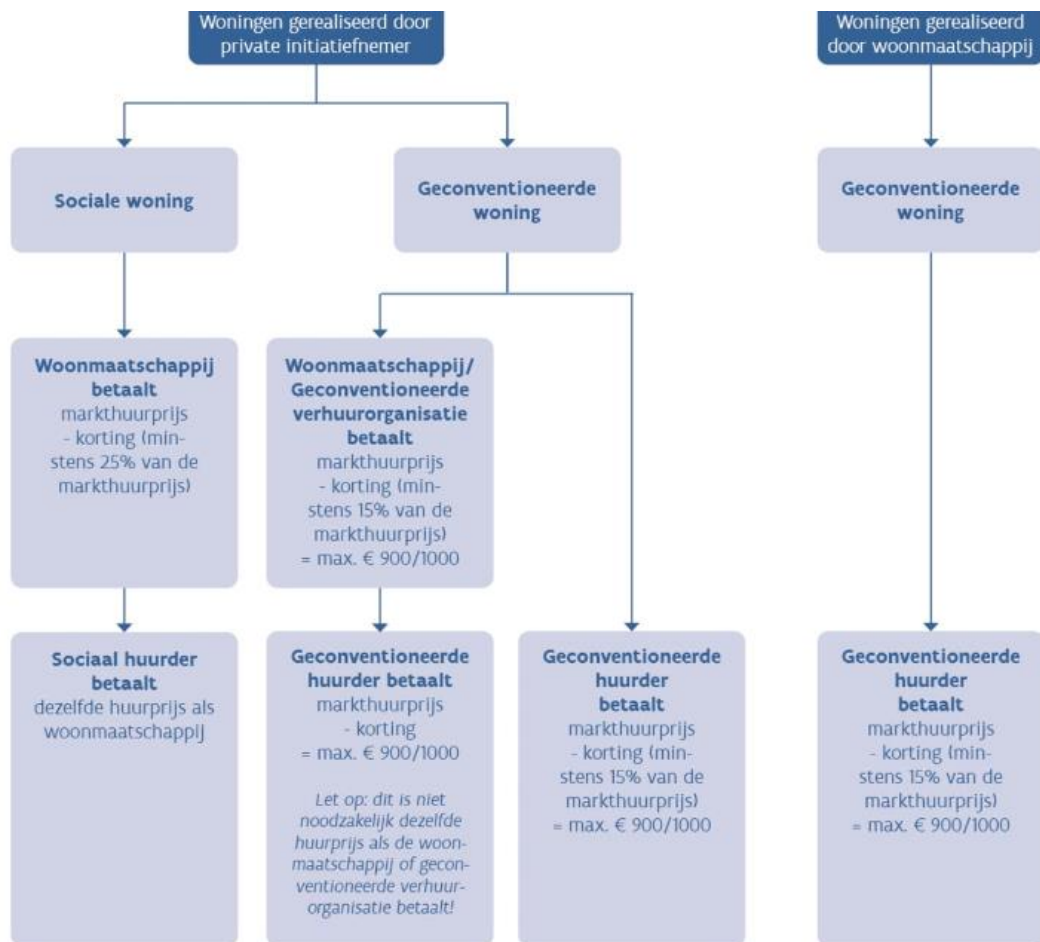 Woningen gerealiseerd door
private initiatiefnemer
Woningen gerealiseerd
door woonmaatschappij
Sociale woning
Geconventioneerde
woning
Geconventioneerde
woning
Woonmaatschappij
betaalt
markthuurprijs
- korting (min-
stens 25% van de
markthuurprijs)
Woonmaatschappij/
Geconventioneerde
verhuurorganisatie
betaalt
markthuurprijs
- korting (min-
stens 15% van de
markthuurprijs)
= max. € 900/1000
Sociaal huurder
betaalt
dezelfde huurprijs als
woonmaatschappij
Geconventioneerde
huurder betaalt
markthuurprijs
- korting
= max. € 900/1000
Let op: dit is niet
noodzakelijk dezelfde
huurprijs als de woon-
maatschappij of gecon-
ventioneerde verhuur-
organisatie betaalt!
Geconventioneerde
huurder
betaalt
markthuurprijs
- korting (min-
stens 15% van de
markthuurprijs)
= max. € 900/1000
Geconventioneerde
huurder
betaalt
markthuurprijs
- korting (min-
stens 15% van de
markthuurprijs)
= max. € 900/1000